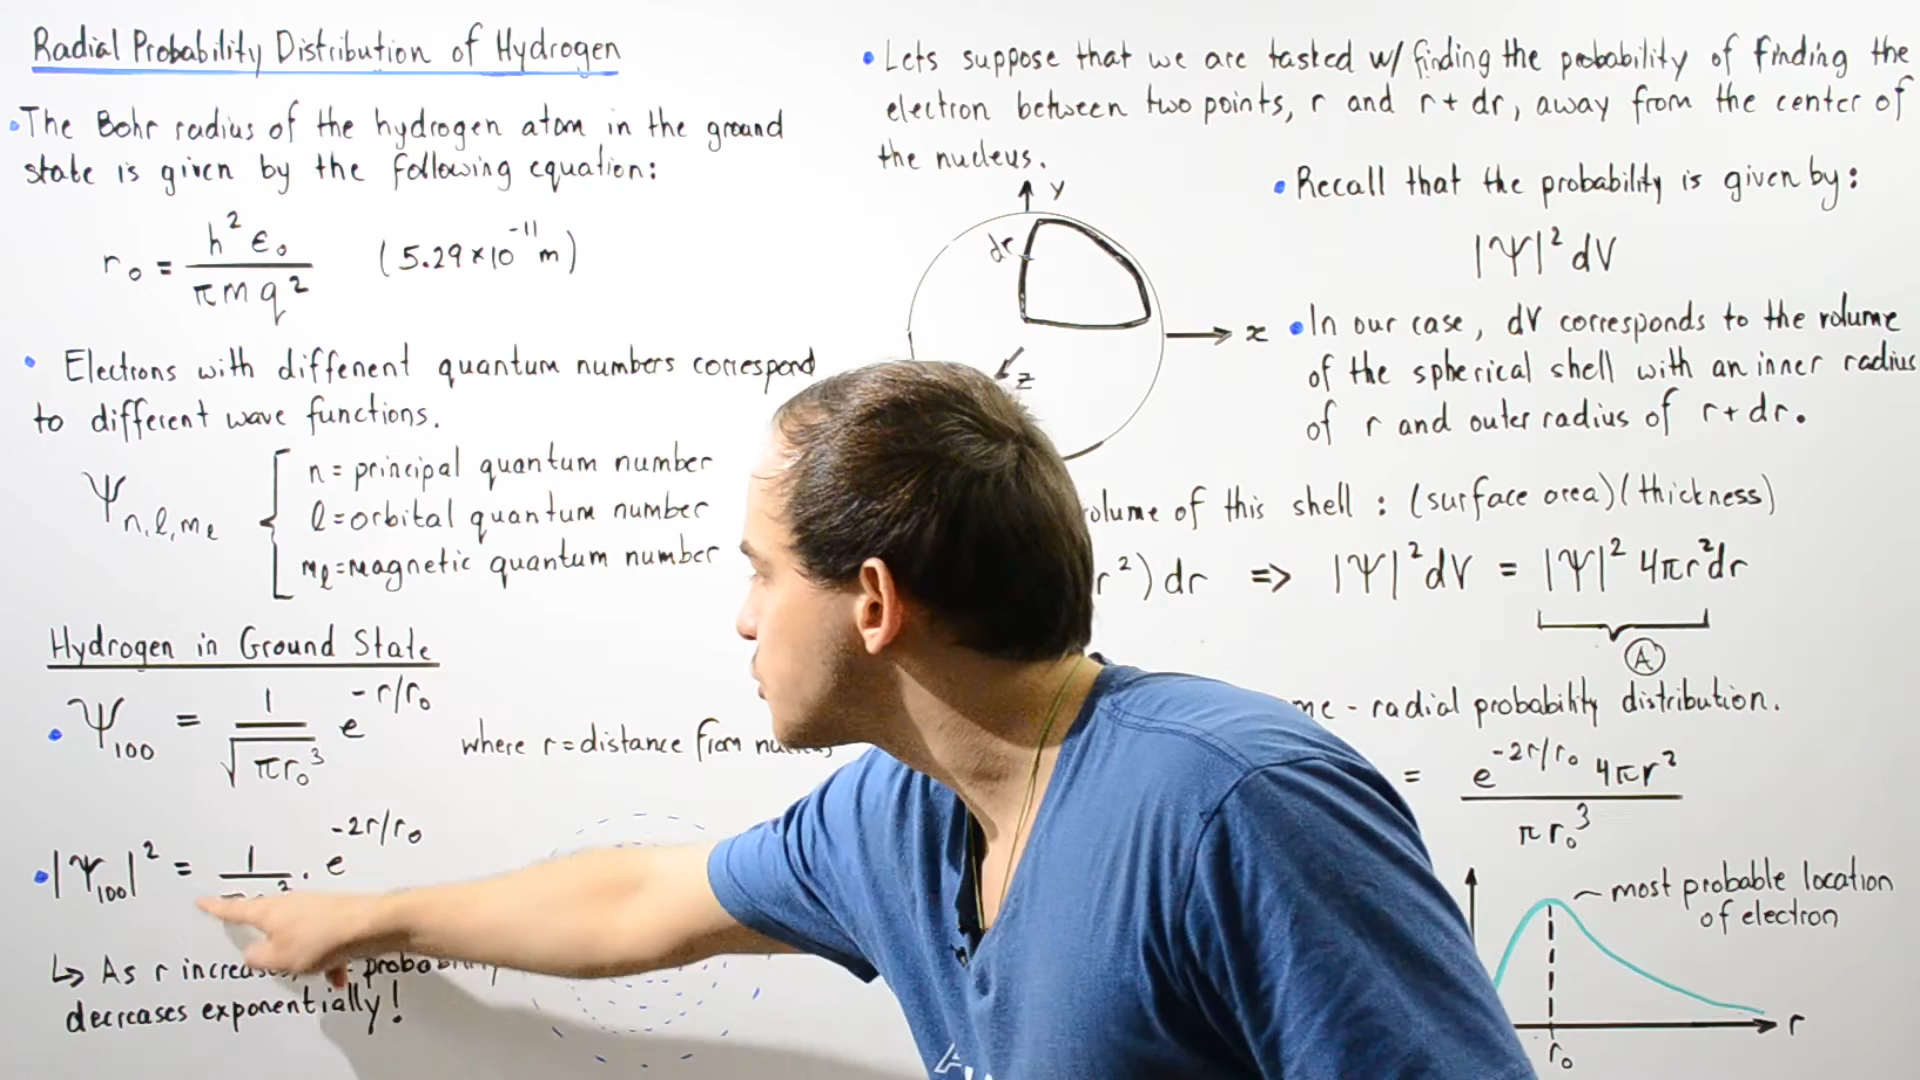 Radial Probability Distribution of Hydrogen
• The Bohr radius of the hydrogen atom in the ground
state is given by the following equation:
r₀ = h²ε₀ / πmq² (5.29×10⁻¹¹ m)
• Electrons with different quantum numbers correspond
to different wave functions.
Ψn,ℓ,mℓ
n = principal quantum number
ℓ = orbital quantum number
mℓ = magnetic quantum number
Hydrogen in Ground State
• Ψ₁₀₀ = 1/√(πr₀³) e^(-r/r₀) where r = distance from
• |Ψ₁₀₀|² = 1 · e^(-2r/r₀)
↳ As r
decreases exponentially!
• Lets suppose that we are tasked w/ finding the probability of finding the
electron between two points, r and r + dr, away from the center of
the nucleus.
y
dr
x
z
• Recall that the probability is given by:
|Ψ|² dV
• In our case, dV corresponds to the volume
of the spherical shell with an inner radius
of r and outer radius of r + dr.
of this shell : (surface area)(thickness)
r²) dr => |Ψ|² dV = |Ψ|² 4πr² dr
A
- radial probability distribution.
= e^(-2r/r₀) 4πr² / πr₀³
most probable location
of electron
r
r₀